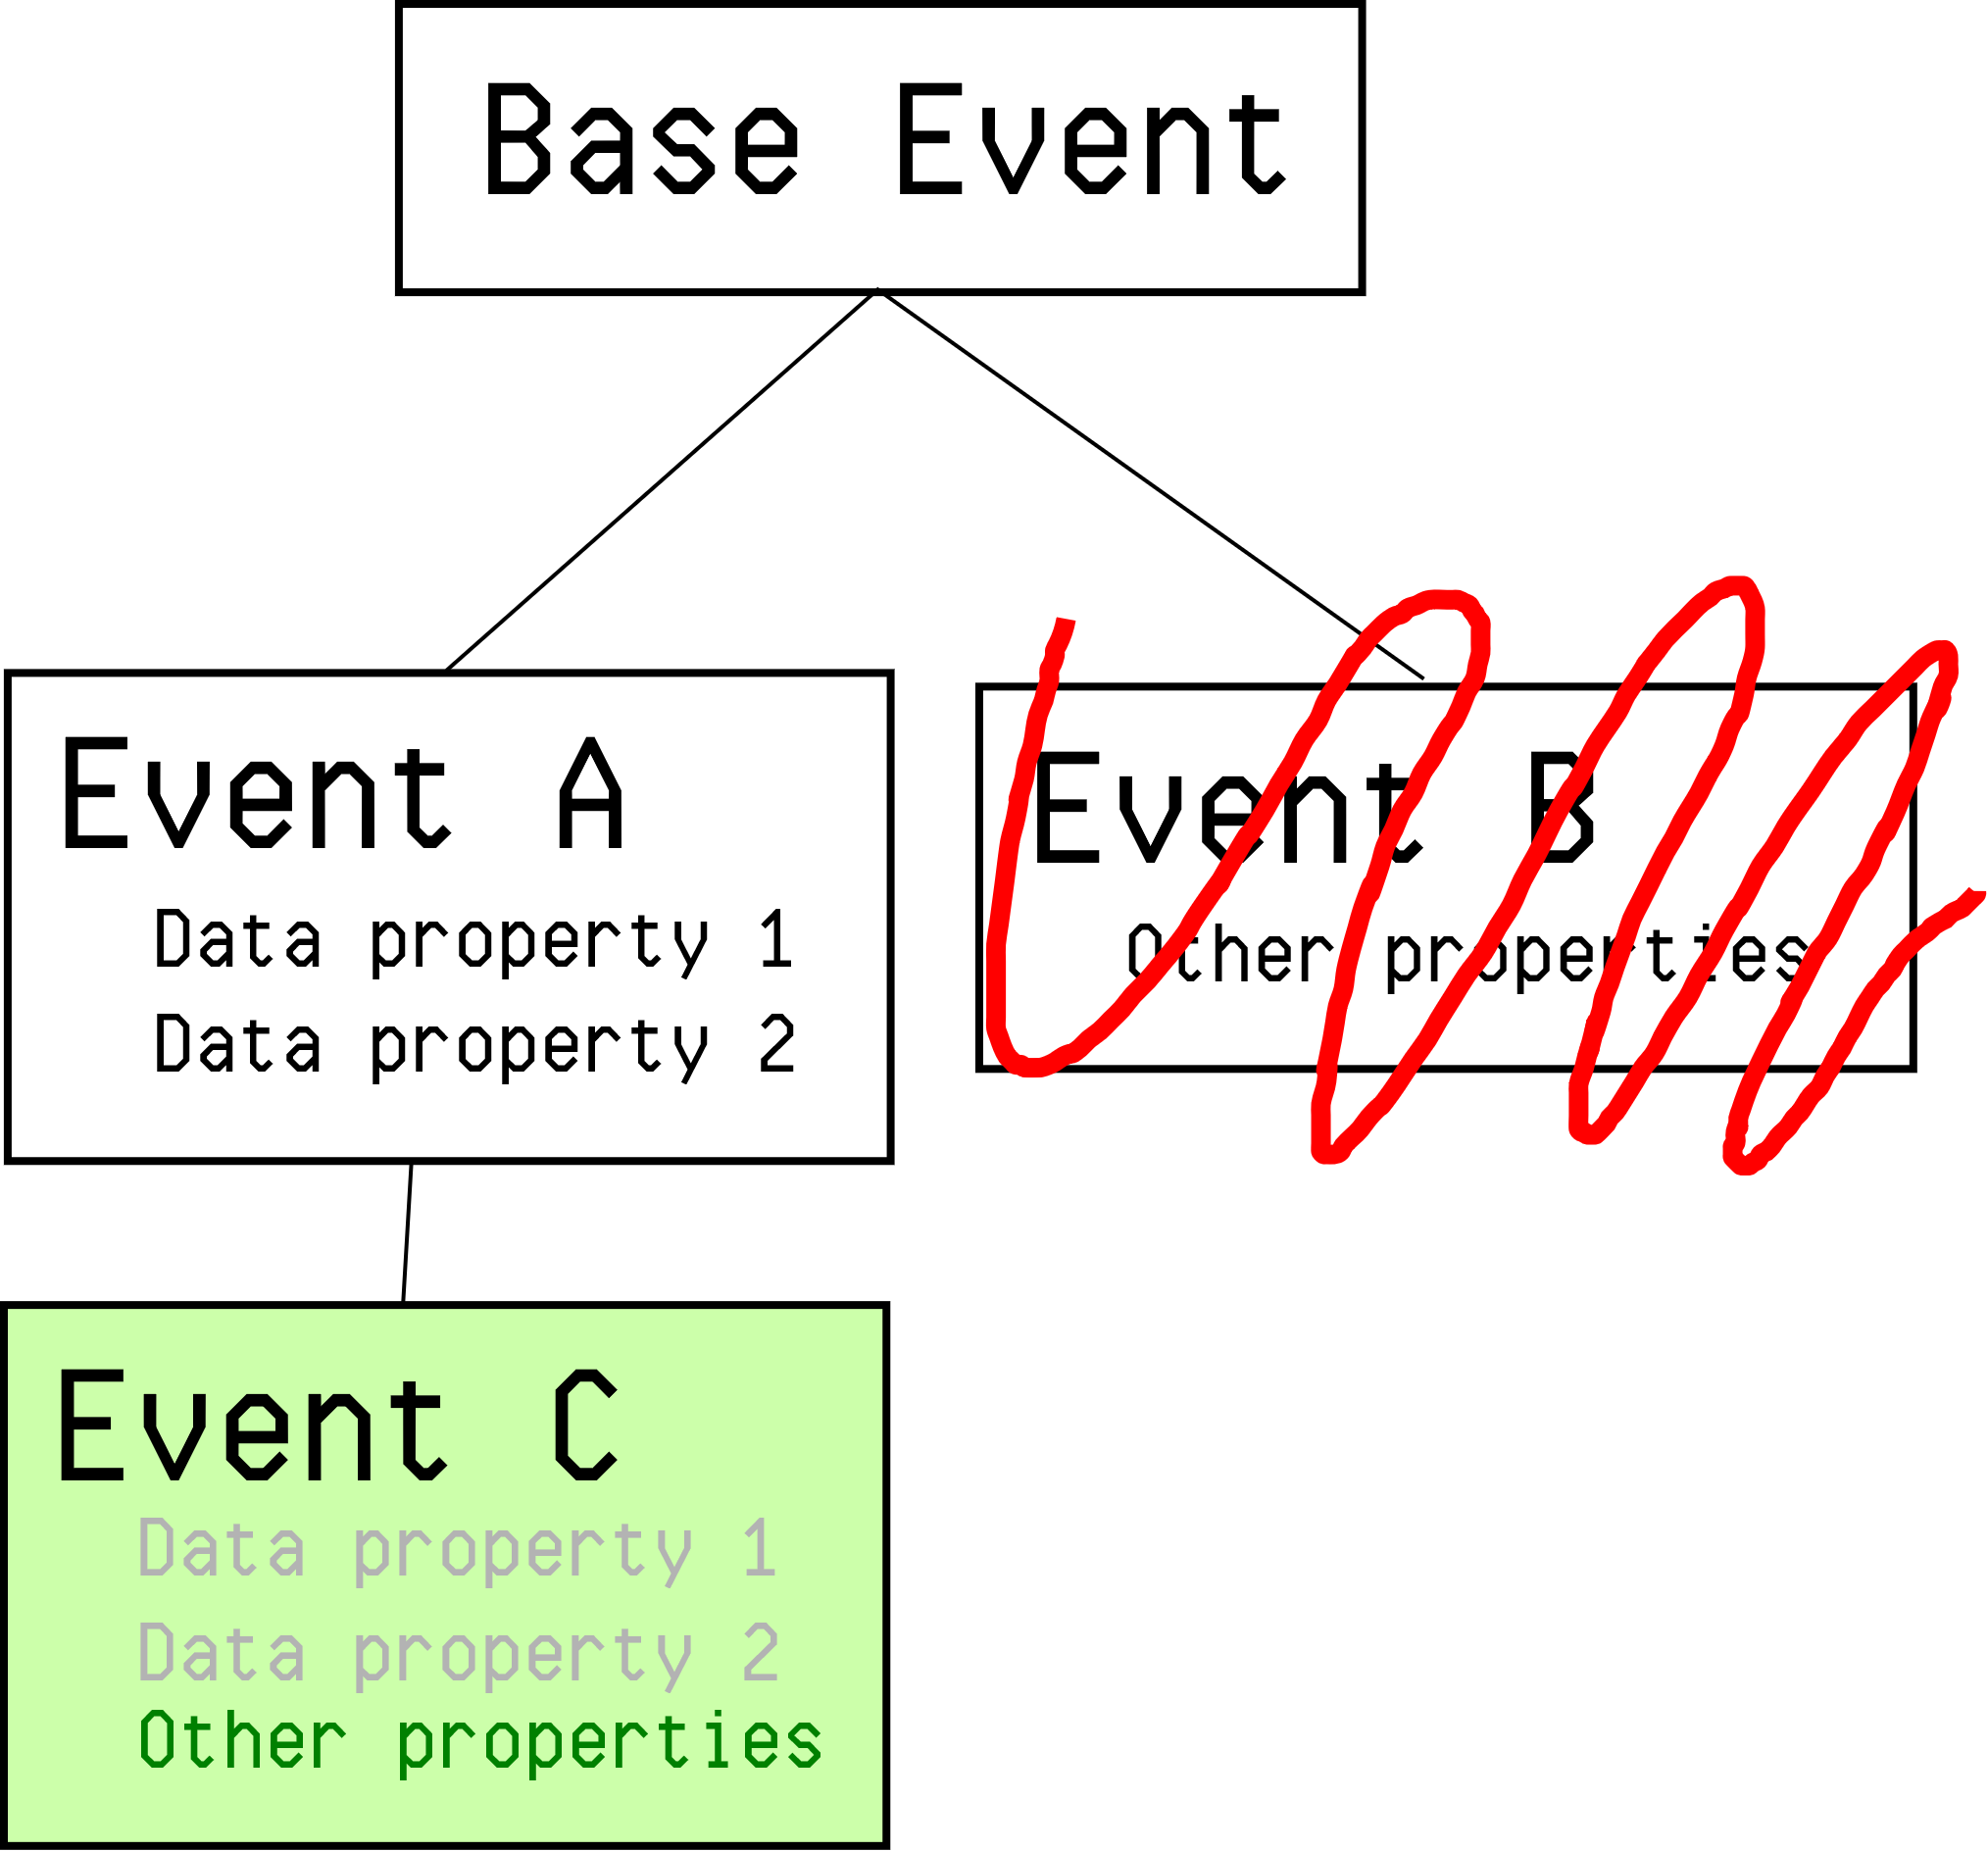 Base Event
Event A
Data property 1
Data property 2
Event B
Other properties
Event C
Data property 1
Data property 2
Other properties